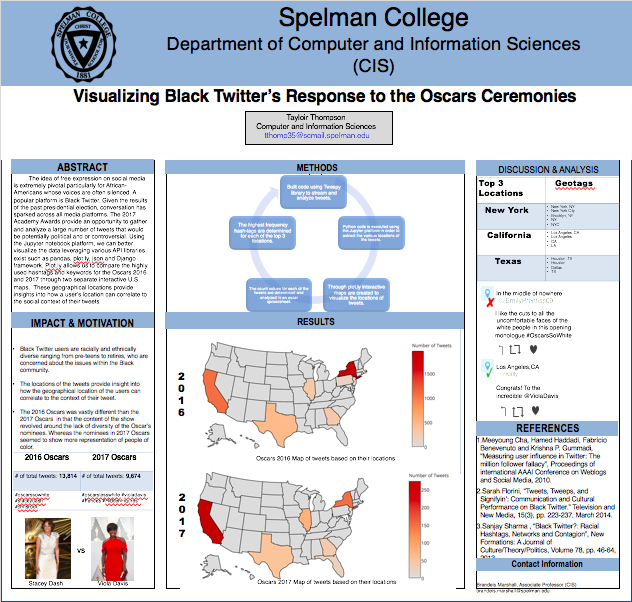 SPELMAN COLLEGE
1881
Spelman College
Department of Computer and Information Sciences
(CIS)
Visualizing Black Twitter's Response to the Oscars Ceremonies
Tayloir Thompson
Computer and Information Sciences
tthomp35@scmail.spelman.edu
ABSTRACT
The idea of free expression on social media
is extremely pivotal particularly for African-
Americans whose voices are often silenced. A
popular platform is Black Twitter. Given the results
of the past presidential election, conversation has
sparked across all media platforms. The 2017
Academy Awards provide an opportunity to gather
and analyze a large number of tweets that would
be potentially political and or controversial. Using
the Jupyter notebook platform, we can better
visualize the data leveraging various API libraries
exist such as pandas, plot.ly, json and Django
framework. Plot.ly allows us to compare the highly
used hashtags and keywords for the Oscars 2016
and 2017 through two separate interactive U.S.
maps. These geographical locations provide
insights into how a user's location can correlate to
the social context of their tweets
IMPACT & MOTIVATION
• Black Twitter users are racially and ethnically
diverse ranging from pre-teens to retires, who
are concerned about the issues within the Black
community.
• The locations of the tweets provide insight into
how the geographical location of the users can
correlate to the context of their tweet.
• The 2016 Oscars was vastly different than the
2017 Oscars in that the content of the show
revolved around the lack of diversity of the Oscar's
nominees. Whereas the nominees in 2017 Oscars
seemed to show more representation of people of
color.
2016 Oscars 2017 Oscars
# of total tweets: 13,814 # of total tweets: 9,674
#oscarssowhite
#oscarsstillsowhite #violadavis
vs
Stacey Dash Viola Davis
METHODS
Built code using Tweepy
library to stream and
analyze tweets.
Python code is executed using
the Jupyter platform in order to
extract the various locations of
the tweets.
Through plot.ly interactive
maps are created to
visualize the locations of
tweets.
The count values for each of the
tweets are determined and
analyzed in an excel
spreadsheet
The highest frequency
hashtags are determined
for each of the top 3
locations.
RESULTS
2016
Number of Tweets
1500
1000
500
0
Oscars 2016 Map of tweets based on their locations
2017
Number of Tweets
250
200
150
100
50
0
Oscars 2017 Map of tweets based on their locations
DISCUSSION & ANALYSIS
Top 3
Locations
Geotags
New York
• New York, NY
• New York City
• Brooklyn, NY
• NY
• NYC
California
• Los Angeles, CA
• Los Angeles
• CA
• LA
Texas
• Houston, TX
• Houston
• Dallas
• TX
In the middle of nowhere
I like the cuts to all the
uncomfortable faces of the
white people in this opening
monologue #OscarsSoWhite
Los Angeles,CA
Congrats! To the
incredible @ViolaDavis
REFERENCES
1.Meeyoung Cha, Hamed Haddadi, Fabrício
Benevenuto and Krishna P. Gummadi,
"Measuring user influence in Twitter: The
million follower fallacy", Proceedings of
international AAAI Conference on Weblogs
and Social Media, 2010.
2.Sarah Florini, "Tweets, Tweeps, and
Signifyin': Communication and Cultural
Performance on Black Twitter." Television and
New Media, 15(3), pp. 223-237, March 2014.
3.Sanjay Sharma , "Black Twitter?: Racial
Hashtags, Networks and Contagion", New
Formations: A Journal of
Culture/Theory/Politics, Volume 78, pp. 46-64,
Contact Information
Brandeis Marshall, Associate Professor (CIS)
brandeis.marshall@spelman.edu